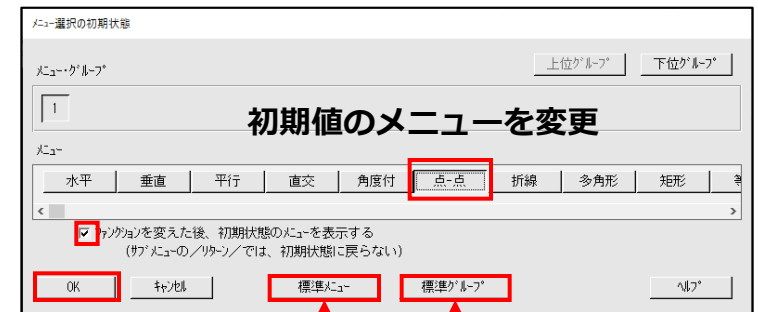 メニュー選択の初期状態
メニュー・グループ
上位グループ 下位グループ
1
初期値のメニューを変更
メニュー
水平 垂直 平行 直交 角度付 点-点 折線 多角形 矩形
ファンクションを変えた後、初期状態のメニューを表示する
(サブメニューの/リターン/では、初期状態に戻らない)
OK キャンセル 標準メニュー 標準グループ ヘルプ